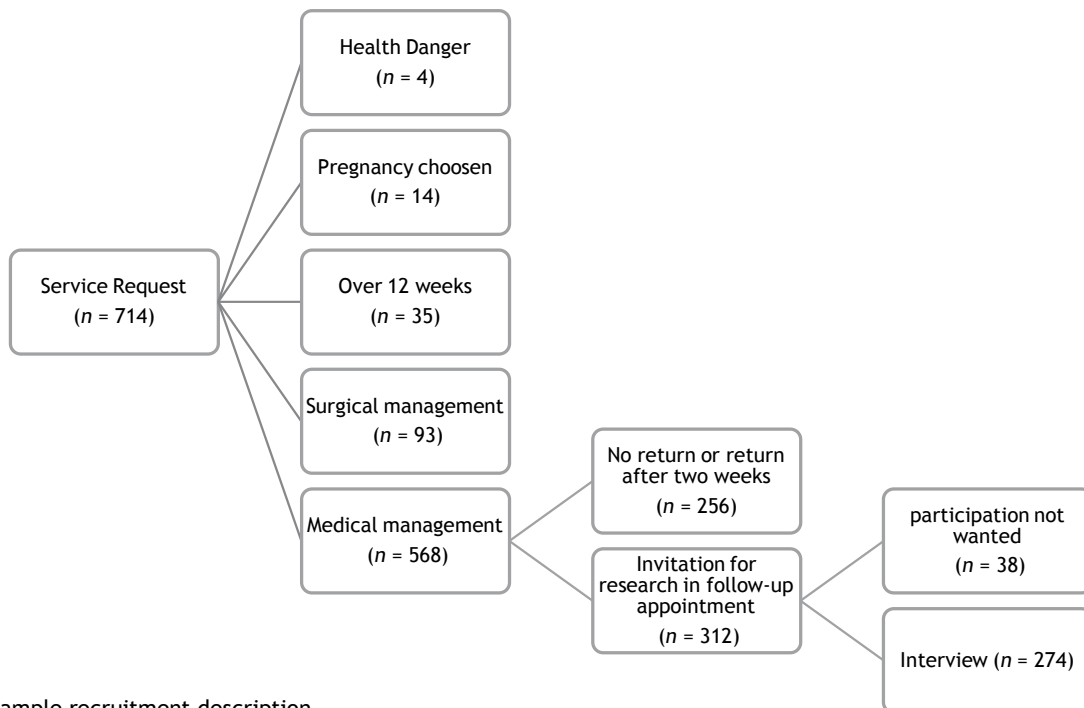 Health Danger
(n = 4)
Pregnancy choosen
(n = 14)
Service Request
(n = 714)
Over 12 weeks
(n = 35)
Surgical management
(n = 93)
Medical management
(n = 568)
No return or return
after two weeks
(n = 256)
Invitation for
research in follow-up
appointment
(n = 312)
participation not
wanted
(n = 38)
Interview (n = 274)
recruitment description